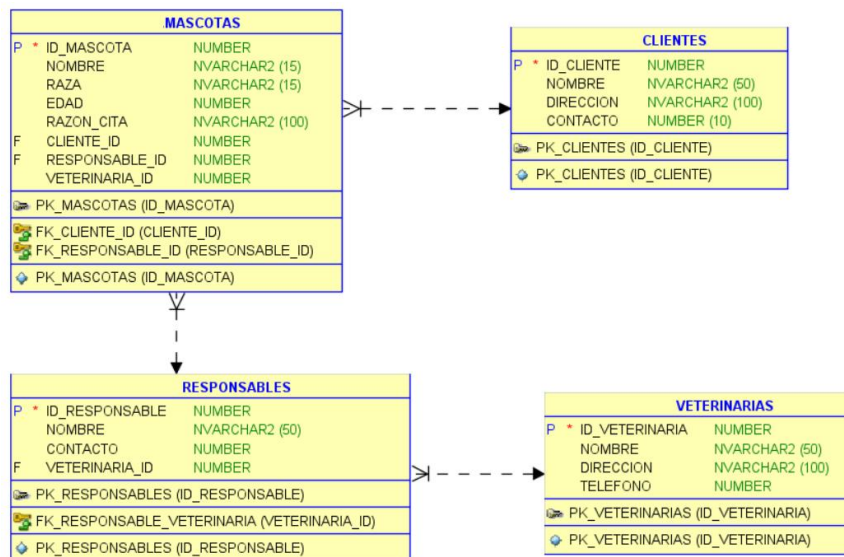 MASCOTAS
P * ID_MASCOTA NUMBER
NOMBRE NVARCHAR2 (15)
RAZA NVARCHAR2 (15)
EDAD NUMBER
RAZON_CITA NVARCHAR2 (100)
F CLIENTE_ID NUMBER
F RESPONSABLE_ID NUMBER
VETERINARIA_ID NUMBER
PK_MASCOTAS (ID_MASCOTA)
FK_CLIENTE_ID (CLIENTE_ID)
FK_RESPONSABLE_ID (RESPONSABLE_ID)
PK_MASCOTAS (ID_MASCOTA)
CLIENTES
P * ID_CLIENTE NUMBER
NOMBRE NVARCHAR2 (50)
DIRECCION NVARCHAR2 (100)
CONTACTO NUMBER (10)
PK_CLIENTES (ID_CLIENTE)
PK_CLIENTES (ID_CLIENTE)
RESPONSABLES
P * ID_RESPONSABLE NUMBER
NOMBRE NVARCHAR2 (50)
CONTACTO NUMBER
F VETERINARIA_ID NUMBER
PK_RESPONSABLES (ID_RESPONSABLE)
FK_RESPONSABLE_VETERINARIA (VETERINARIA_ID)
PK_RESPONSABLES (ID_RESPONSABLE)
VETERINARIAS
P * ID_VETERINARIA NUMBER
NOMBRE NVARCHAR2 (50)
DIRECCION NVARCHAR2 (100)
TELEFONO NUMBER
PK_VETERINARIAS (ID_VETERINARIA)
PK_VETERINARIAS (ID_VETERINARIA)